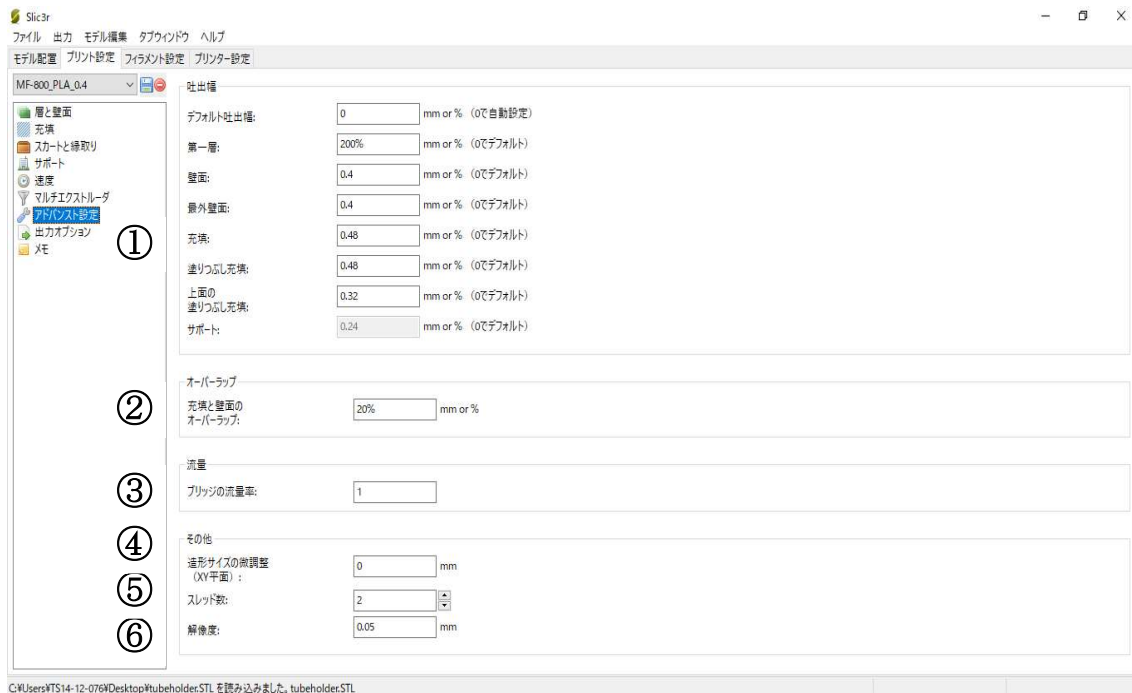 Slic3r
ファイル 出力 モデル編集 タブウィンドウ ヘルプ
モデル配置 プリント設定 フィラメント設定 プリンター設定
MF-800_PLA_0.4
層と壁面
充填
スカートと縁取り
サポート
速度
マルチエクストルーダ
アドバンスト設定
出力オプション
メモ
①
吐出幅
デフォルト吐出幅: 0 mm or % （0で自動設定）
第一層: 200% mm or % （0でデフォルト）
壁面: 0.4 mm or % （0でデフォルト）
最外壁面: 0.4 mm or % （0でデフォルト）
充填: 0.48 mm or % （0でデフォルト）
塗りつぶし充填: 0.48 mm or % （0でデフォルト）
上面の
塗りつぶし充填: 0.32 mm or % （0でデフォルト）
サポート: 0.24 mm or % （0でデフォルト）
オーバーラップ
②
充填と壁面の
オーバーラップ: 20% mm or %
流量
③
ブリッジの流量率: 1
④
その他
造形サイズの微調整
（XY平面）: 0 mm
⑤
スレッド数: 2
⑥
解像度: 0.05 mm
C:¥Users¥TS14-12-076¥Desktop¥tubeholder.STL を読み込みました。tubeholder.STL